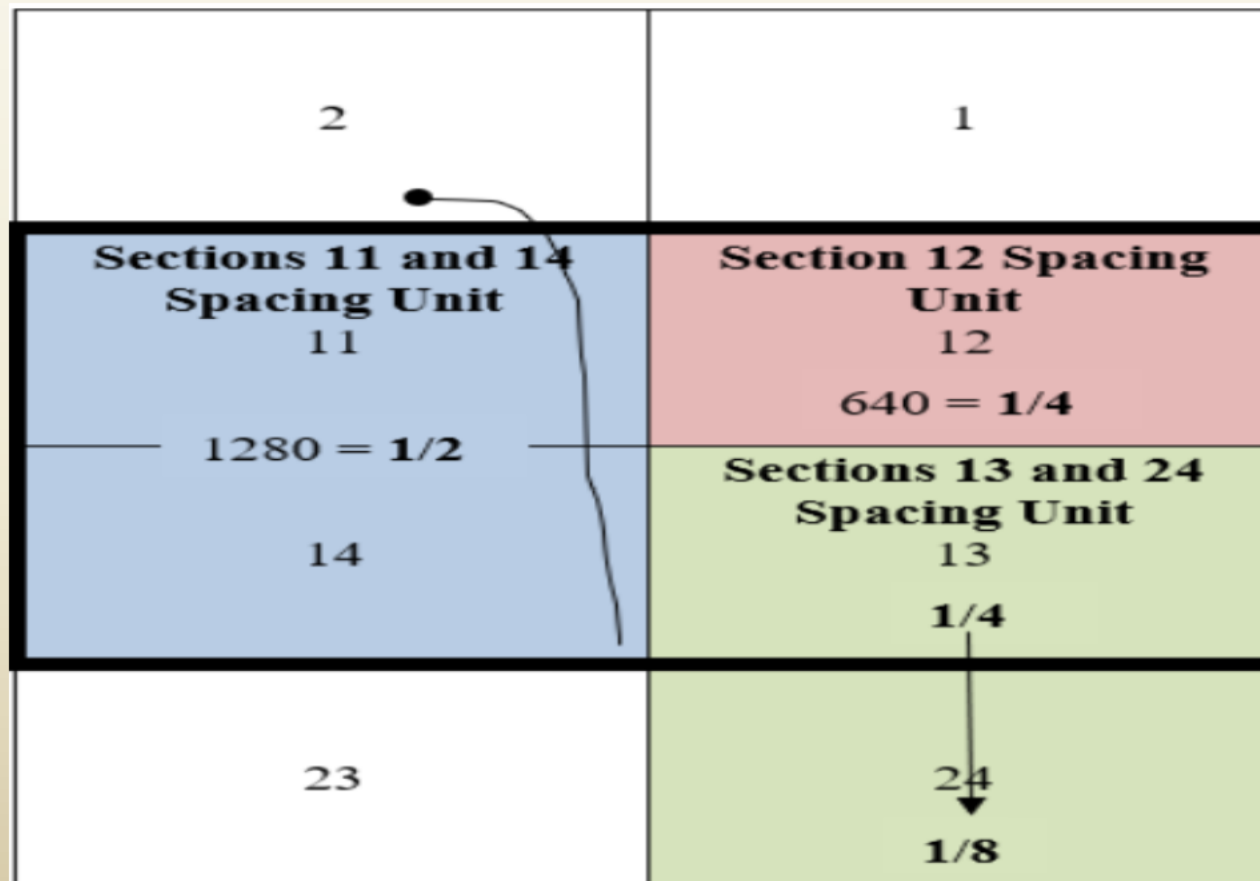 2
1
Sections 11 and 14
Spacing Unit
11
1280 = 1/2
14
Section 12 Spacing
Unit
12
640 = 1/4
Sections 13 and 24
Spacing Unit
13
1/4
23
24
1/8